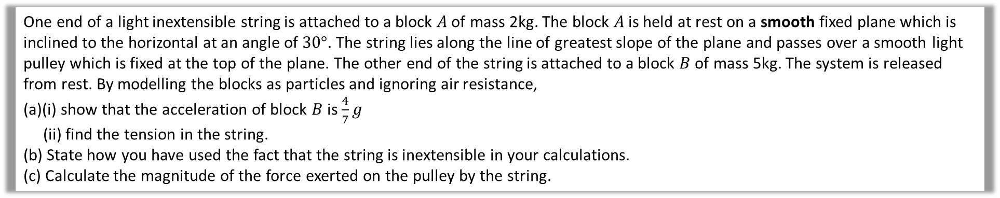 One end of a light inextensible string is attached to a block A of mass 2kg. The block A is held at rest on a smooth fixed plane which is
inclined to the horizontal at an angle of 30°. The string lies along the line of greatest slope of the plane and passes over a smooth light
pulley which is fixed at the top of the plane. The other end of the string is attached to a block B of mass 5kg. The system is released
from rest. By modelling the blocks as particles and ignoring air resistance,
(a)(i) show that the acceleration of block B is 4/7 g
(ii) find the tension in the string.
(b) State how you have used the fact that the string is inextensible in your calculations.
(c) Calculate the magnitude of the force exerted on the pulley by the string.